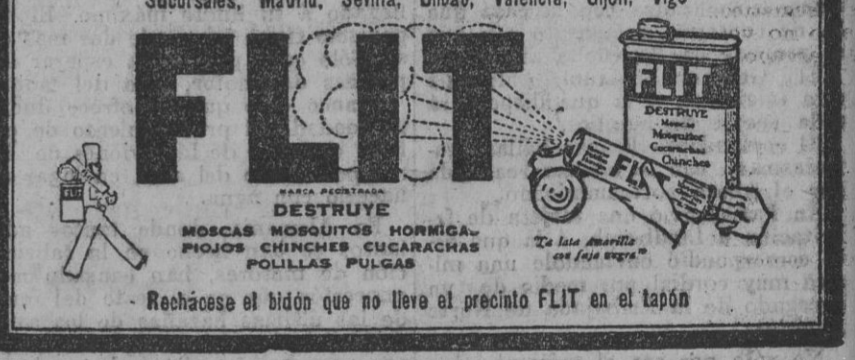 Sucursales, Madrid, Sevilla, Bilbao, Valencia, Gijón, Vigo
FLIT
MARCA REGISTRADA
DESTRUYE
MOSCAS MOSQUITOS HORMIGAS
PIOJOS CHINCHES CUCARACHAS
POLILLAS PULGAS
FLIT
FLIT
DESTRUYE
Moscas
Mosquitos
Cucarachas
Chinches
FLIT
"La lata amarilla
con faja negra"
Rechácese el bidón que no lleve el precinto FLIT en el tapón